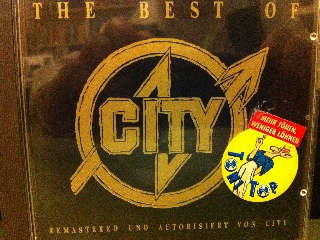 THE BEST OF
CITY
MEHR TÖNEN,
WENIGER LÖHNEN
REMASTERED UND AUTORISIERT VON CITY